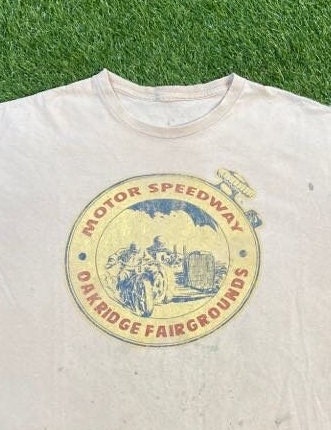 MOTOR SPEEDWAY
OAKRIDGE FAIRGROUNDS